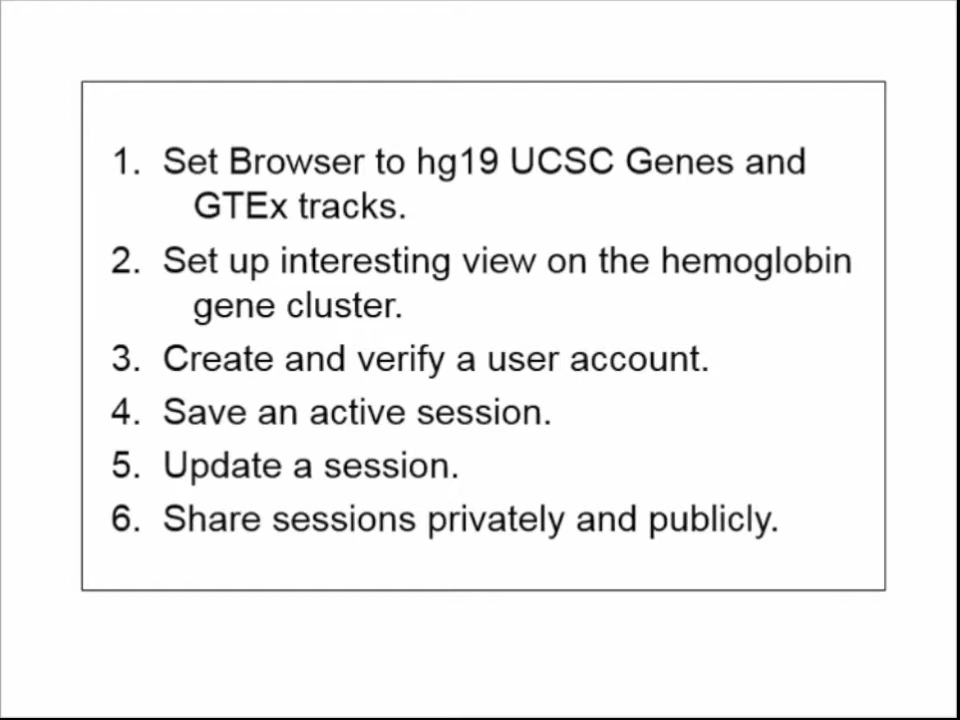 1. Set Browser to hg19 UCSC Genes and
GTEx tracks.
2. Set up interesting view on the hemoglobin
gene cluster.
3. Create and verify a user account.
4. Save an active session.
5. Update a session.
6. Share sessions privately and publicly.